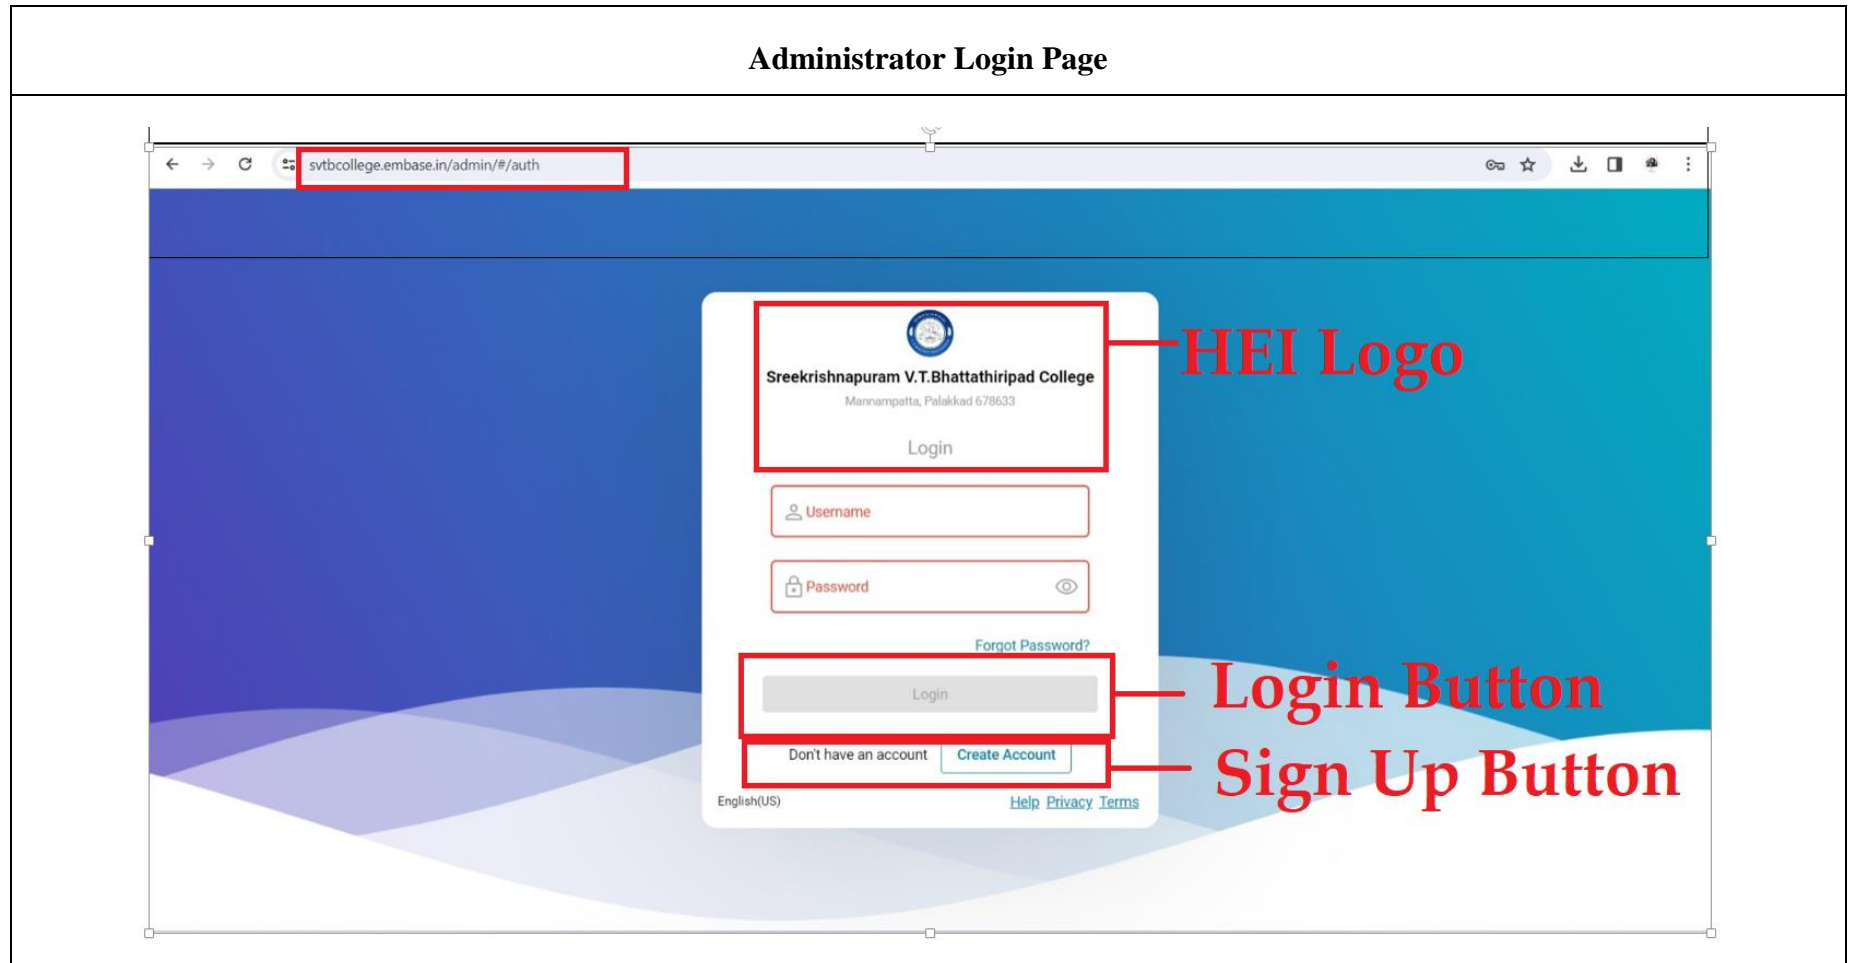 Administrator Login Page
svtbcollege.embase.in/admin/#/auth
HEI Logo
Sreekrishnapuram V.T.Bhattathiripad College
Mannampatta, Palakkad 678633
Login
Username
Password
Forgot Password?
Login
Login Button
Don't have an account Create Account
Sign Up Button
English(US) Help Privacy Terms